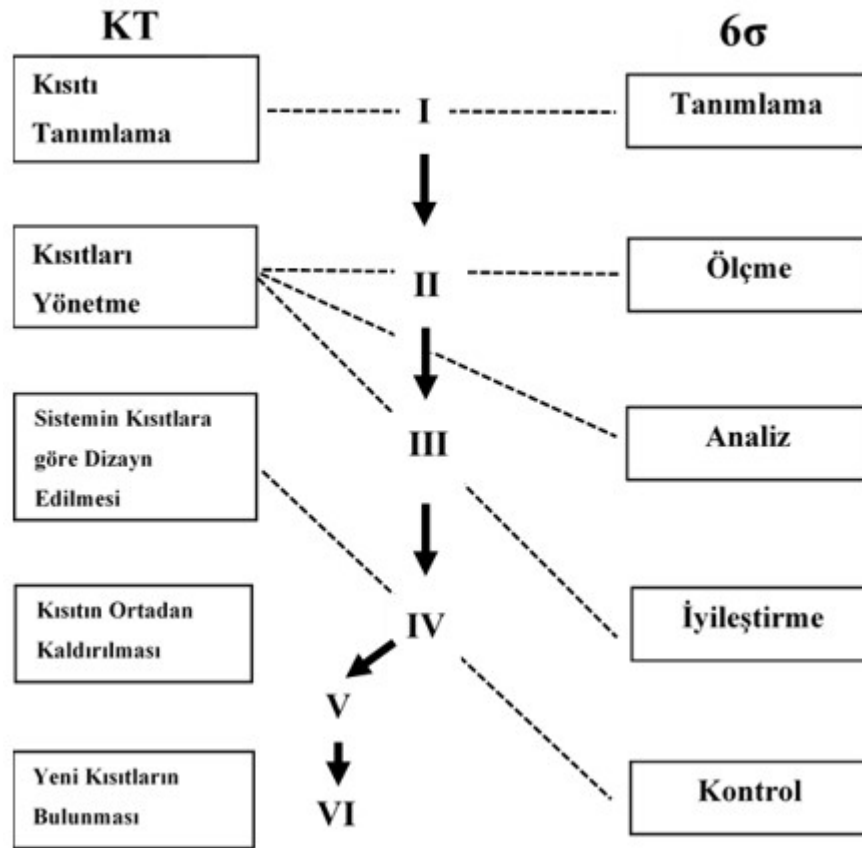 KT
6σ
Kısıtı
Tanımlama
I
Tanımlama
Kısıtları
Yönetme
II
Ölçme
Sistemin Kısıtlara
göre Dizayn
Edilmesi
III
Analiz
Kısıtın Ortadan
Kaldırılması
IV
İyileştirme
V
Yeni Kısıtların
Bulunması
VI
Kontrol